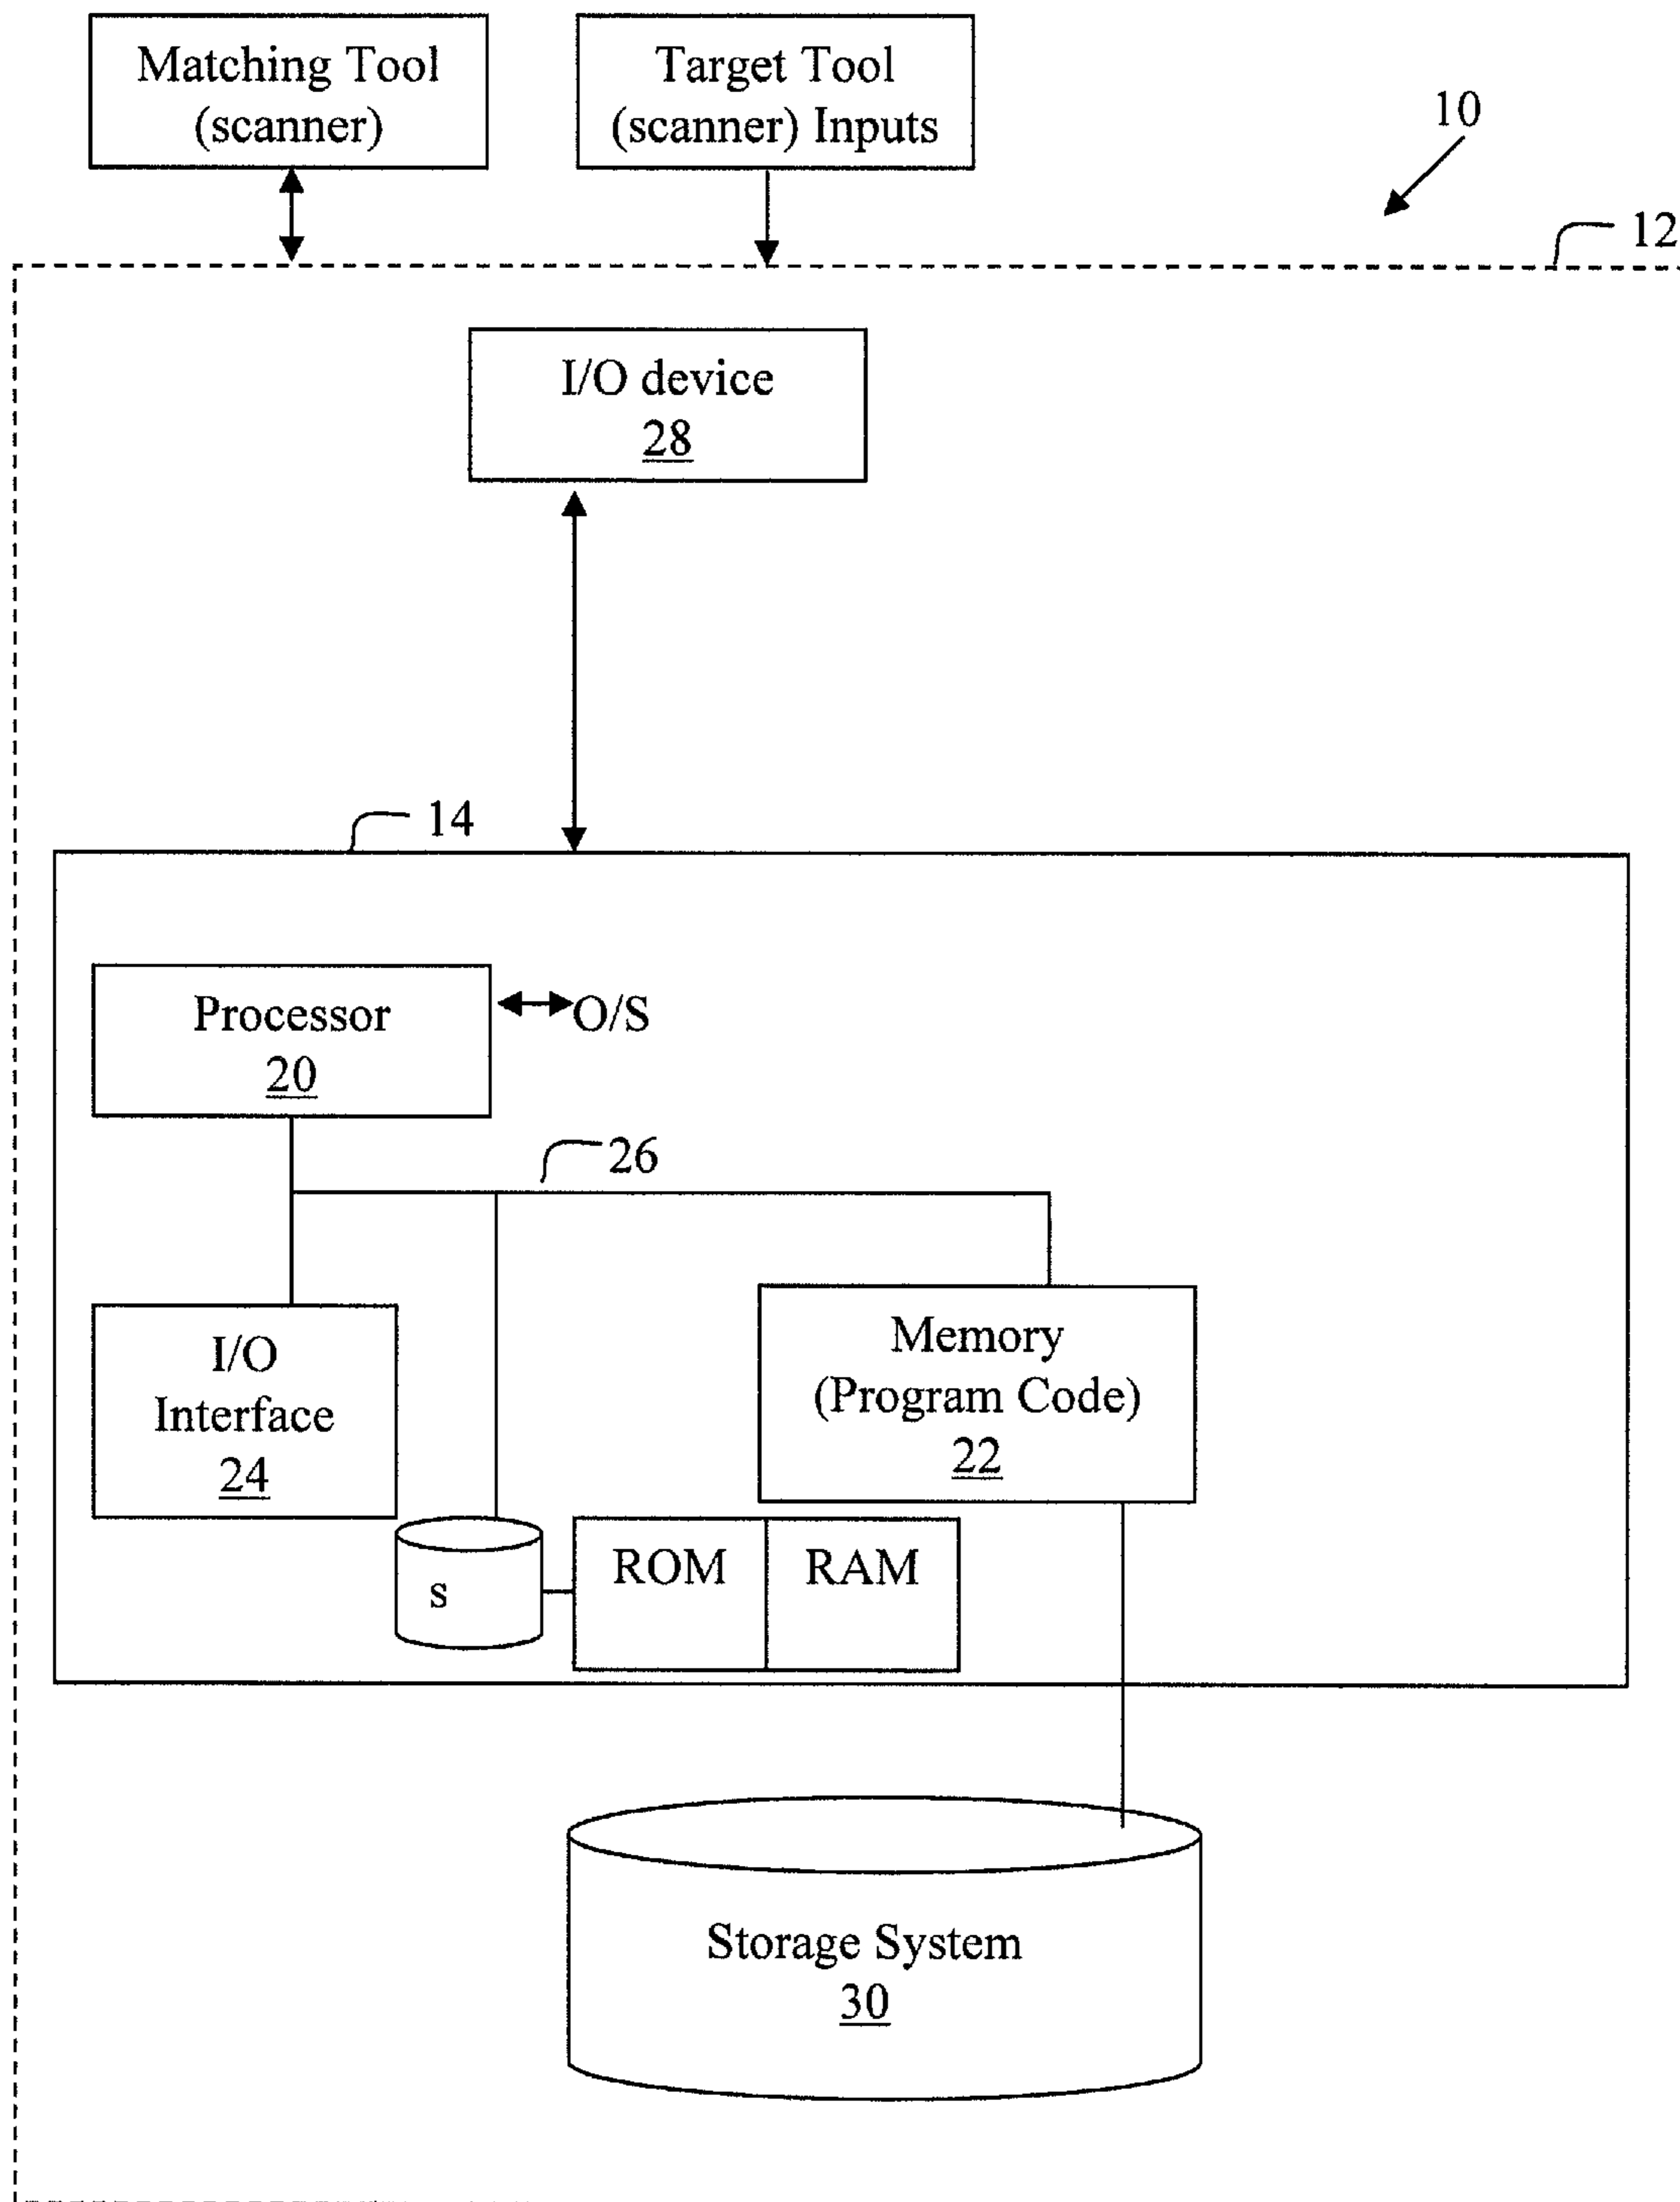 Matching Tool
(scanner)
Target Tool
(scanner) Inputs
10
12
I/O device
28
14
Processor
20
O/S
26
I/O
Interface
24
Memory
(Program Code)
22
s
ROM
RAM
Storage System
30